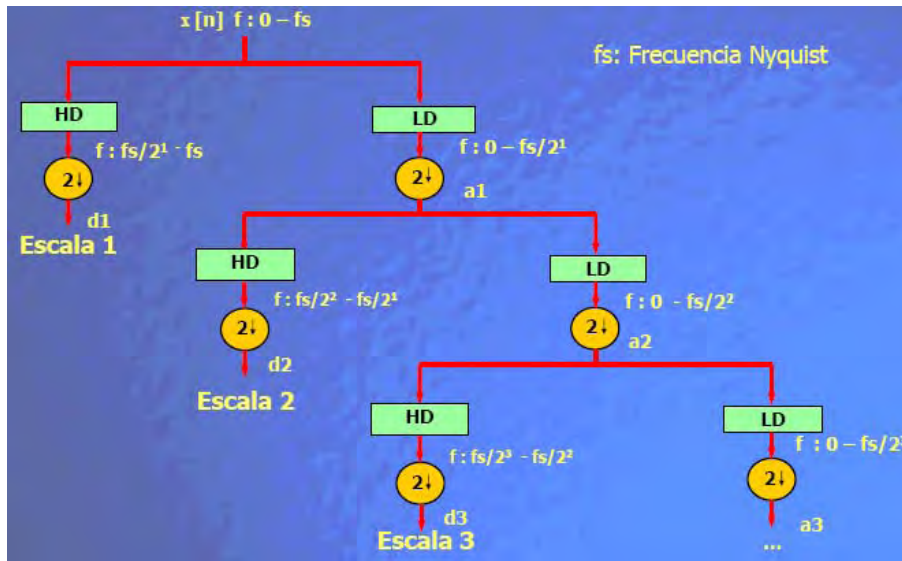 x[n] f : 0 – fs
fs: Frecuencia Nyquist
HD
LD
f : fs/2¹ - fs
f : 0 – fs/2¹
2↓
2↓
d1
a1
Escala 1
HD
LD
f : fs/2² - fs/2¹
f : 0 - fs/2²
2↓
2↓
d2
a2
Escala 2
HD
LD
f : fs/2³ - fs/2²
f : 0 – fs/2
2↓
2↓
d3
a3
Escala 3
...